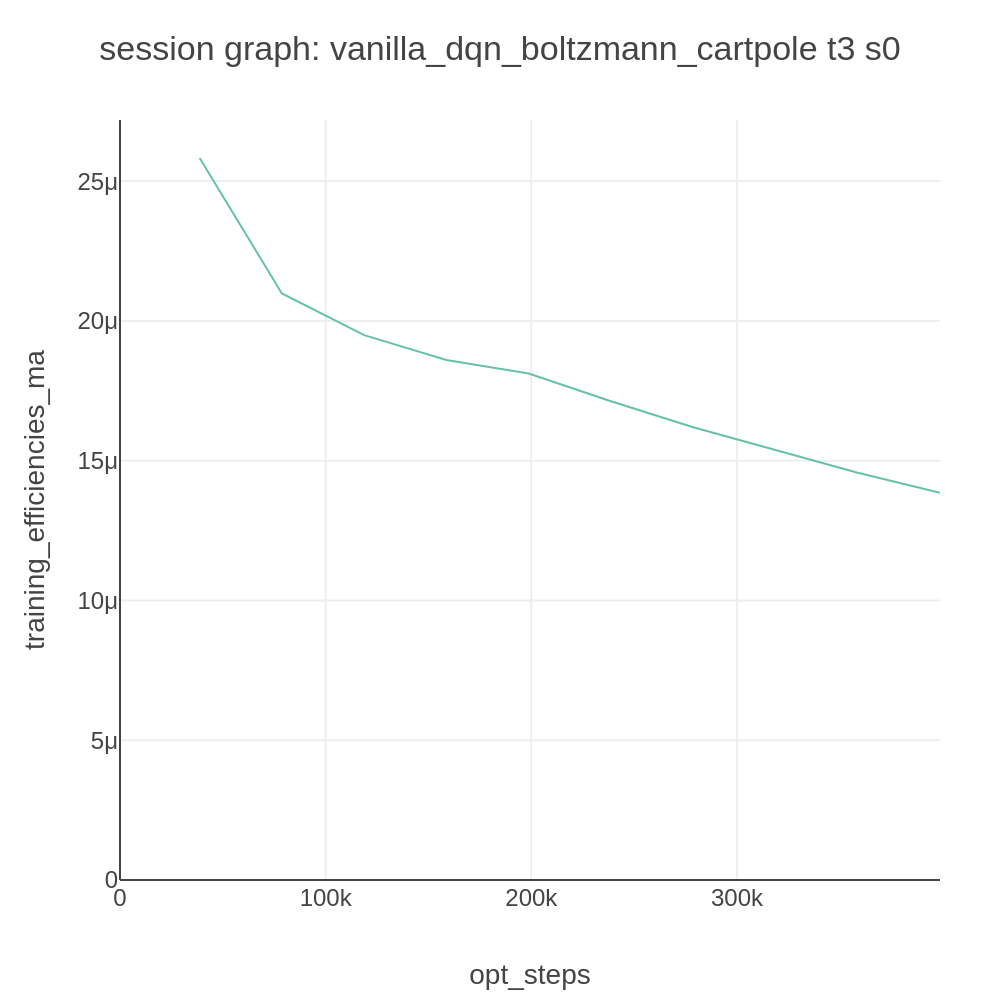 session graph: vanilla_dqn_boltzmann_cartpole t3 s0
training_efficiencies_ma
25μ
20μ
15μ
10μ
5μ
0
0 100k 200k 300k
opt_steps